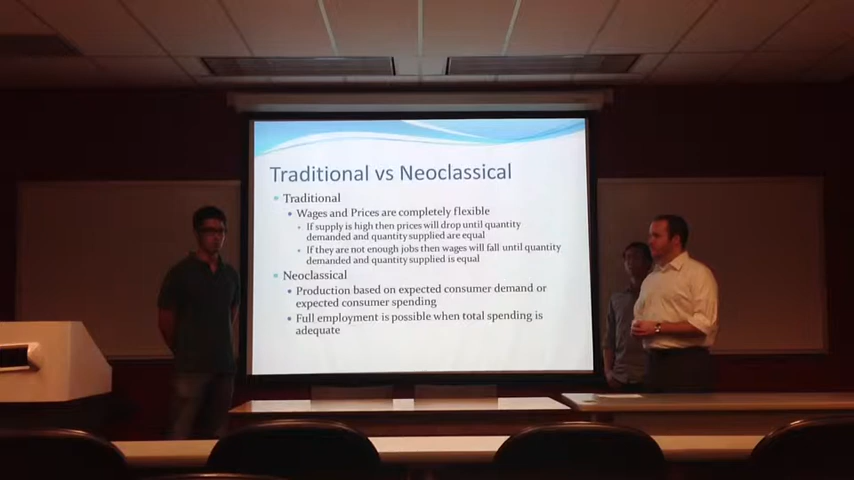 Traditional vs Neoclassical
Traditional
Wages and Prices are completely flexible
If supply is high then prices will drop until quantity
demanded and quantity supplied are equal
If they are not enough jobs then wages will fall until quantity
demanded and quantity supplied is equal
Neoclassical
Production based on expected consumer demand or
expected consumer spending
Full employment is possible when total spending is
adequate